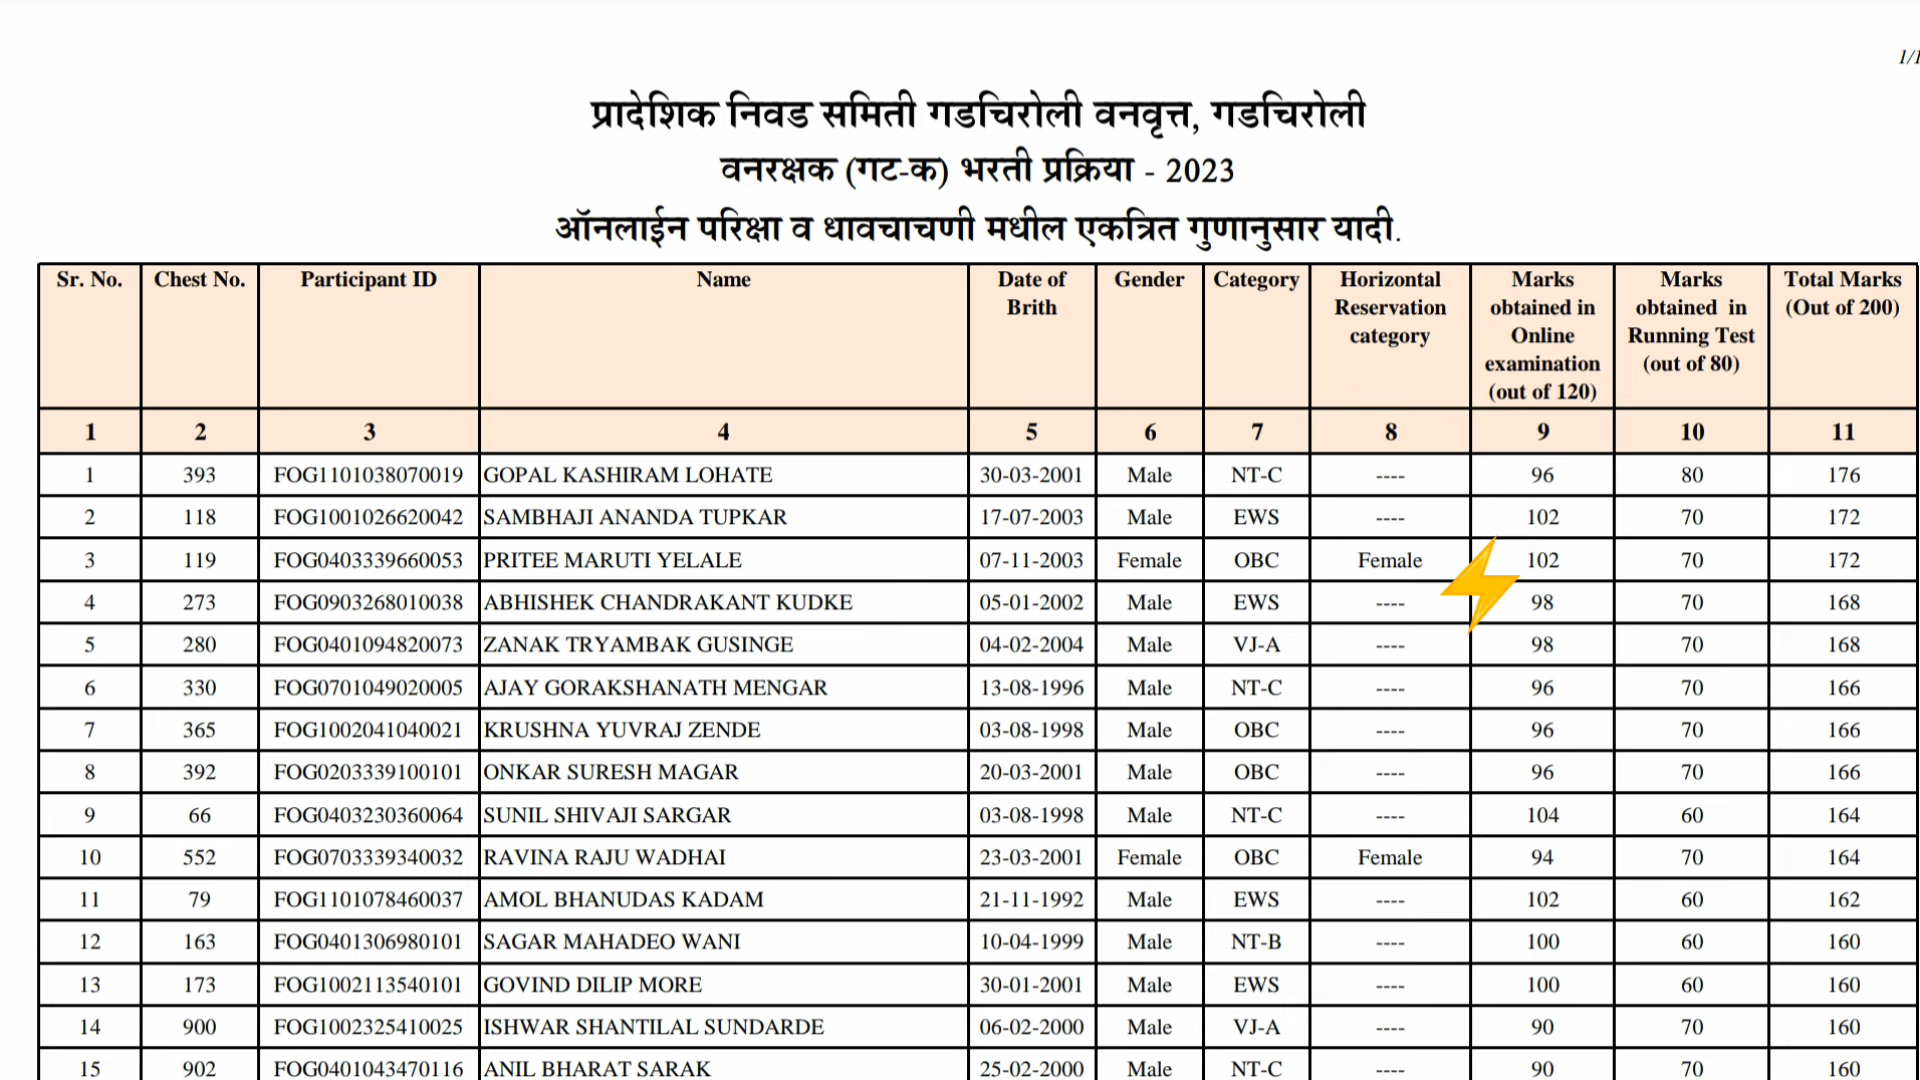 1/1
प्रादेशिक निवड समिती गडचिरोली वनवृत्त, गडचिरोली
वनरक्षक (गट-क) भरती प्रक्रिया - 2023
ऑनलाईन परिक्षा व धावचाचणी मधील एकत्रित गुणानुसार यादी.
Sr. No. Chest No. Participant ID Name Date of Brith Gender Category Horizontal Reservation category Marks obtained in Online examination (out of 120) Marks obtained in Running Test (out of 80) Total Marks (Out of 200)
1 2 3 4 5 6 7 8 9 10 11
1 393 FOG1101038070019 GOPAL KASHIRAM LOHATE 30-03-2001 Male NT-C ---- 96 80 176
2 118 FOG1001026620042 SAMBHAJI ANANDA TUPKAR 17-07-2003 Male EWS ---- 102 70 172
3 119 FOG0403339660053 PRITEE MARUTI YELALE 07-11-2003 Female OBC Female 102 70 172
4 273 FOG0903268010038 ABHISHEK CHANDRAKANT KUDKE 05-01-2002 Male EWS ---- 98 70 168
5 280 FOG0401094820073 ZANAK TRYAMBAK GUSINGE 04-02-2004 Male VJ-A ---- 98 70 168
6 330 FOG0701049020005 AJAY GORAKSHANATH MENGAR 13-08-1996 Male NT-C ---- 96 70 166
7 365 FOG1002041040021 KRUSHNA YUVRAJ ZENDE 03-08-1998 Male OBC ---- 96 70 166
8 392 FOG0203339100101 ONKAR SURESH MAGAR 20-03-2001 Male OBC ---- 96 70 166
9 66 FOG0403230360064 SUNIL SHIVAJI SARGAR 03-08-1998 Male NT-C ---- 104 60 164
10 552 FOG0703339340032 RAVINA RAJU WADHAI 23-03-2001 Female OBC Female 94 70 164
11 79 FOG1101078460037 AMOL BHANUDAS KADAM 21-11-1992 Male EWS ---- 102 60 162
12 163 FOG0401306980101 SAGAR MAHADEO WANI 10-04-1999 Male NT-B ---- 100 60 160
13 173 FOG1002113540101 GOVIND DILIP MORE 30-01-2001 Male EWS ---- 100 60 160
14 900 FOG1002325410025 ISHWAR SHANTILAL SUNDARDE 06-02-2000 Male VJ-A ---- 90 70 160
15 902 FOG0401043470116 ANIL BHARAT SARAK 25-02-2000 Male NT-C ---- 90 70 160